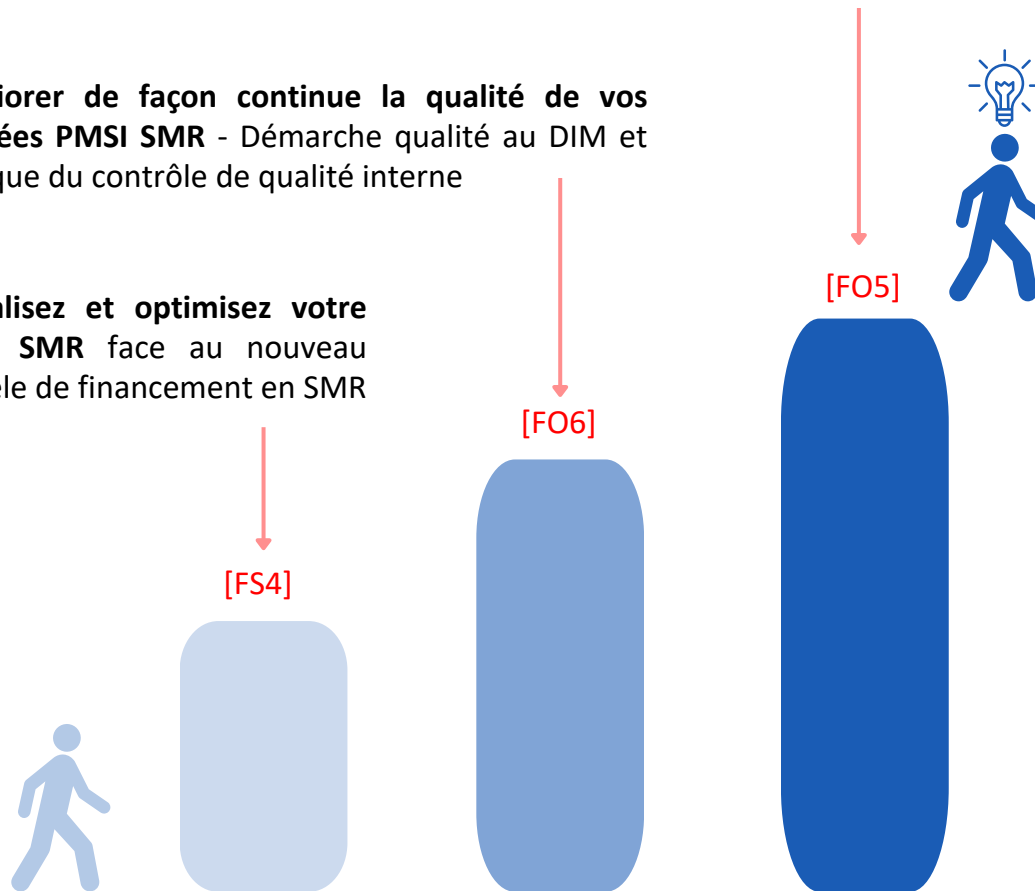 iorer de façon continue la qualité de vos
ées PMSI SMR - Démarche qualité au DIM et
que du contrôle de qualité interne
[FO5]
lisez et optimisez votre
SMR face au nouveau
le de financement en SMR
[FO6]
[FS4]